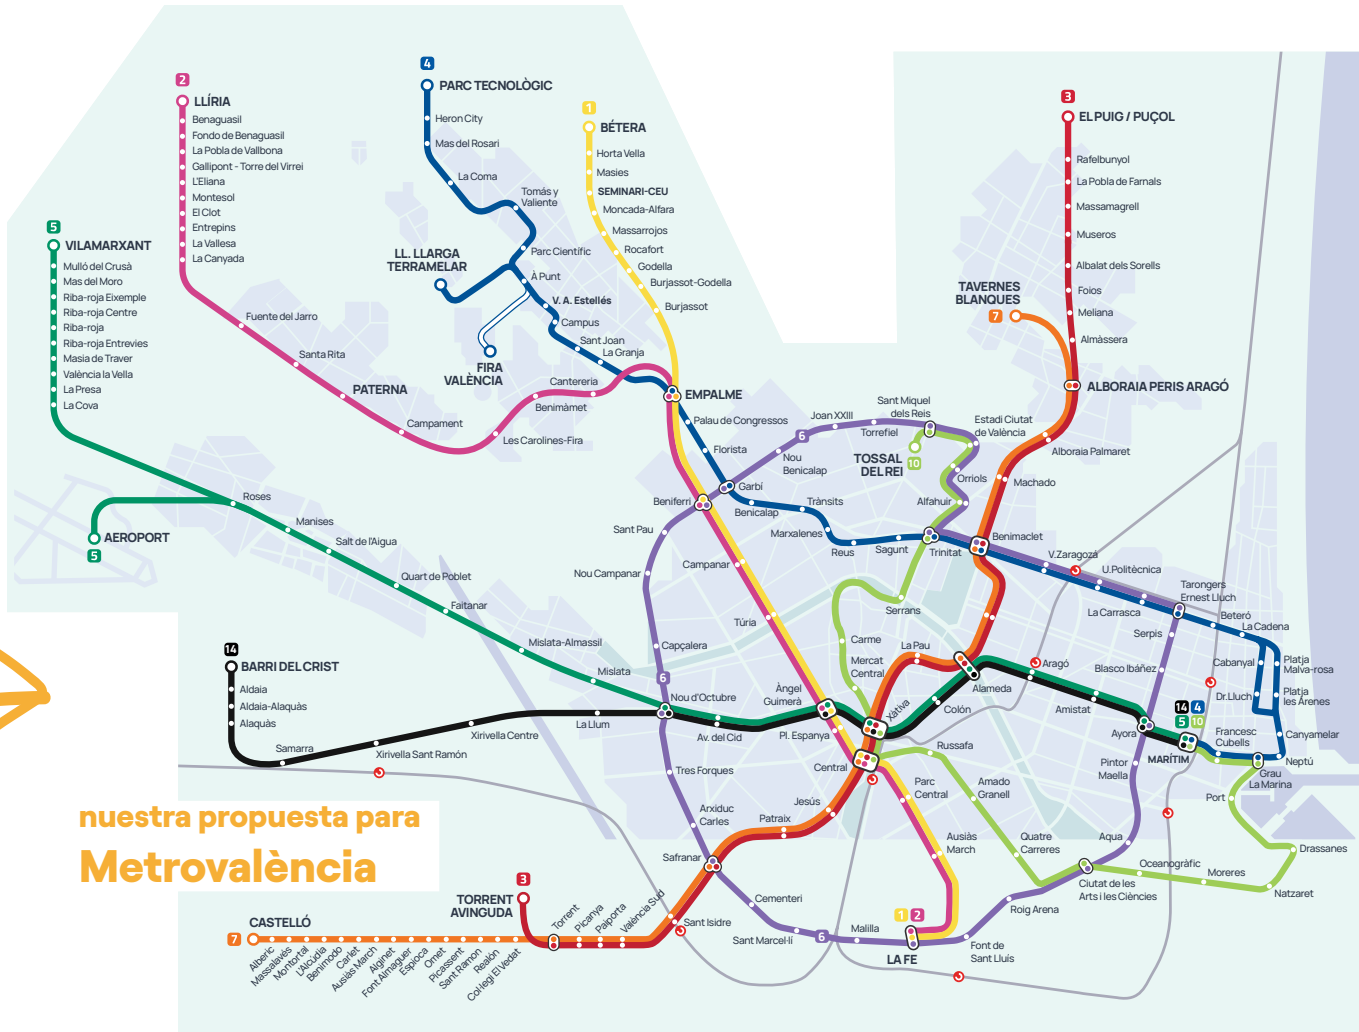 2
LLÍRIA
Benaguasil
Fondo de Benaguasil
La Pobla de Vallbona
Gallipont - Torre del Virrei
L'Eliana
Montesol
El Clot
Entrepins
La Vallesa
La Canyada
Fuente del Jarro
Santa Rita
PATERNA
Campament
Les Carolines-Fira
Benimàmet
Cantereria
4
PARC TECNOLÒGIC
Heron City
Mas del Rosari
La Coma
Tomás y
Valiente
Parc Científic
LL. LLARGA
TERRAMELAR
À Punt
V. A. Estellés
Campus
Sant Joan
La Granja
FIRA
VALÈNCIA
1
BÉTERA
Horta Vella
Masies
SEMINARI-CEU
Moncada-Alfara
Massarrojos
Rocafort
Godella
Burjassot-Godella
Burjassot
EMPALME
3
EL PUIG / PUÇOL
Rafelbunyol
La Pobla de Farnals
Massamagrell
Museros
Albalat dels Sorells
Foios
Meliana
Almàssera
TAVERNES
BLANQUES
7
ALBORAIA PERIS ARAGÓ
Alboraia Palmaret
Machado
Benimaclet
5
VILAMARXANT
Mulló del Crusà
Mas del Moro
Riba-roja Eixemple
Riba-roja Centre
Riba-roja
Riba-roja Entrevies
Masia de Traver
València la Vella
La Presa
La Cova
Roses
AEROPORT
5
Manises
Salt de l'Aigua
Quart de Poblet
Faitanar
Mislata-Almassil
Mislata
Nou d'Octubre
Av. del Cid
Àngel
Guimerà
Pl. Espanya
Xàtiva
Colón
Alameda
Aragó
Amistat
Ayora
14 4
5 10
MARÍTIM
Francesc
Cubells
Grau
La Marina
Neptú
Canyamelar
Platja
les Arenes
Platja
Malva-rosa
Cabanyal
Dr.Lluch
La Cadena
Beteró
Tarongers
Ernest Lluch
La Carrasca
U.Politècnica
V.Zaragozá
Trinitat
Sagunt
Reus
Marxalenes
Trànsits
Benicalap
Garbí
Florista
Palau de Congressos
Beniferri
Campanar
Túria
Sant Pau
Nou Campanar
Capçalera
6
Nou
Benicalap
6
Joan XXIII
Torrefiel
Sant Miquel
dels Reis
TOSSAL
DEL REI
10
Estadi Ciutat
de València
Orriols
Alfahuir
Serrans
Carme
Mercat
Central
La Pau
Serpis
Blasco Ibáñez
14
BARRI DEL CRIST
Aldaia
Aldaia-Alaquàs
Alaquàs
Samarra
Xirivella Sant Ramón
Xirivella Centre
La Llum
Tres Forques
Arxiduc
Carles
Safranar
Patraix
Jesús
Central
Russafa
Parc
Central
Amado
Granell
Ausiàs
March
Quatre
Carreres
Pintor
Maella
Aqua
Ciutat de les
Arts i les Ciències
Oceanogràfic
Moreres
Natzaret
Drassanes
Port
Roig Arena
Font de
Sant Lluís
1 2
LA FE
Malilla
6
Sant Marcel·lí
Cementeri
Sant Isidre
València Sud
Paiporta
Picanya
Torrent
3
TORRENT
AVINGUDA
7
CASTELLÓ
Alberic
Massalavés
Montortal
L'Alcúdia
Benimodo
Carlet
Ausiàs March
Alginet
Font Almaguer
Espioca
Omet
Picassent
Sant Ramon
Realón
Col·legi El Vedat
nuestra propuesta para
Metrovalència